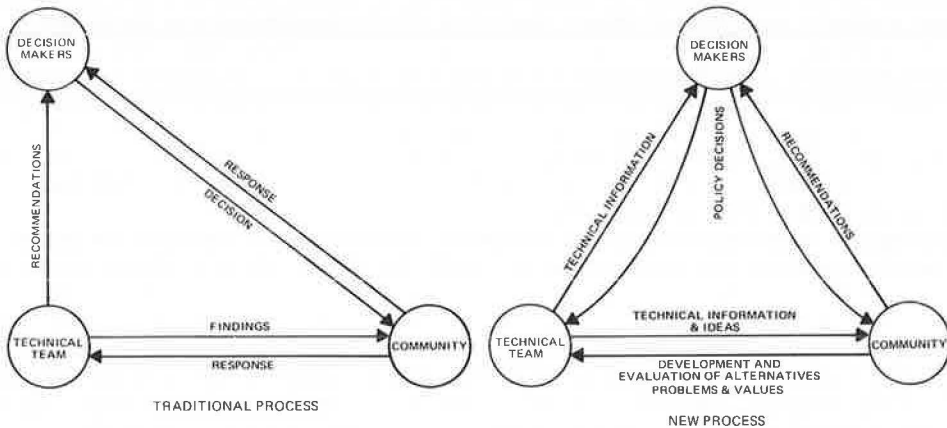 DECISION
MAKERS
RECOMMENDATIONS
RESPONSE
DECISION
TECHNICAL
TEAM
FINDINGS
RESPONSE
COMMUNITY
TRADITIONAL PROCESS
DECISION
MAKERS
TECHNICAL INFORMATION
POLICY DECISIONS
RECOMMENDATIONS
TECHNICAL
TEAM
TECHNICAL INFORMATION
& IDEAS
COMMUNITY
DEVELOPMENT AND
EVALUATION OF ALTERNATIVES
PROBLEMS & VALUES
NEW PROCESS